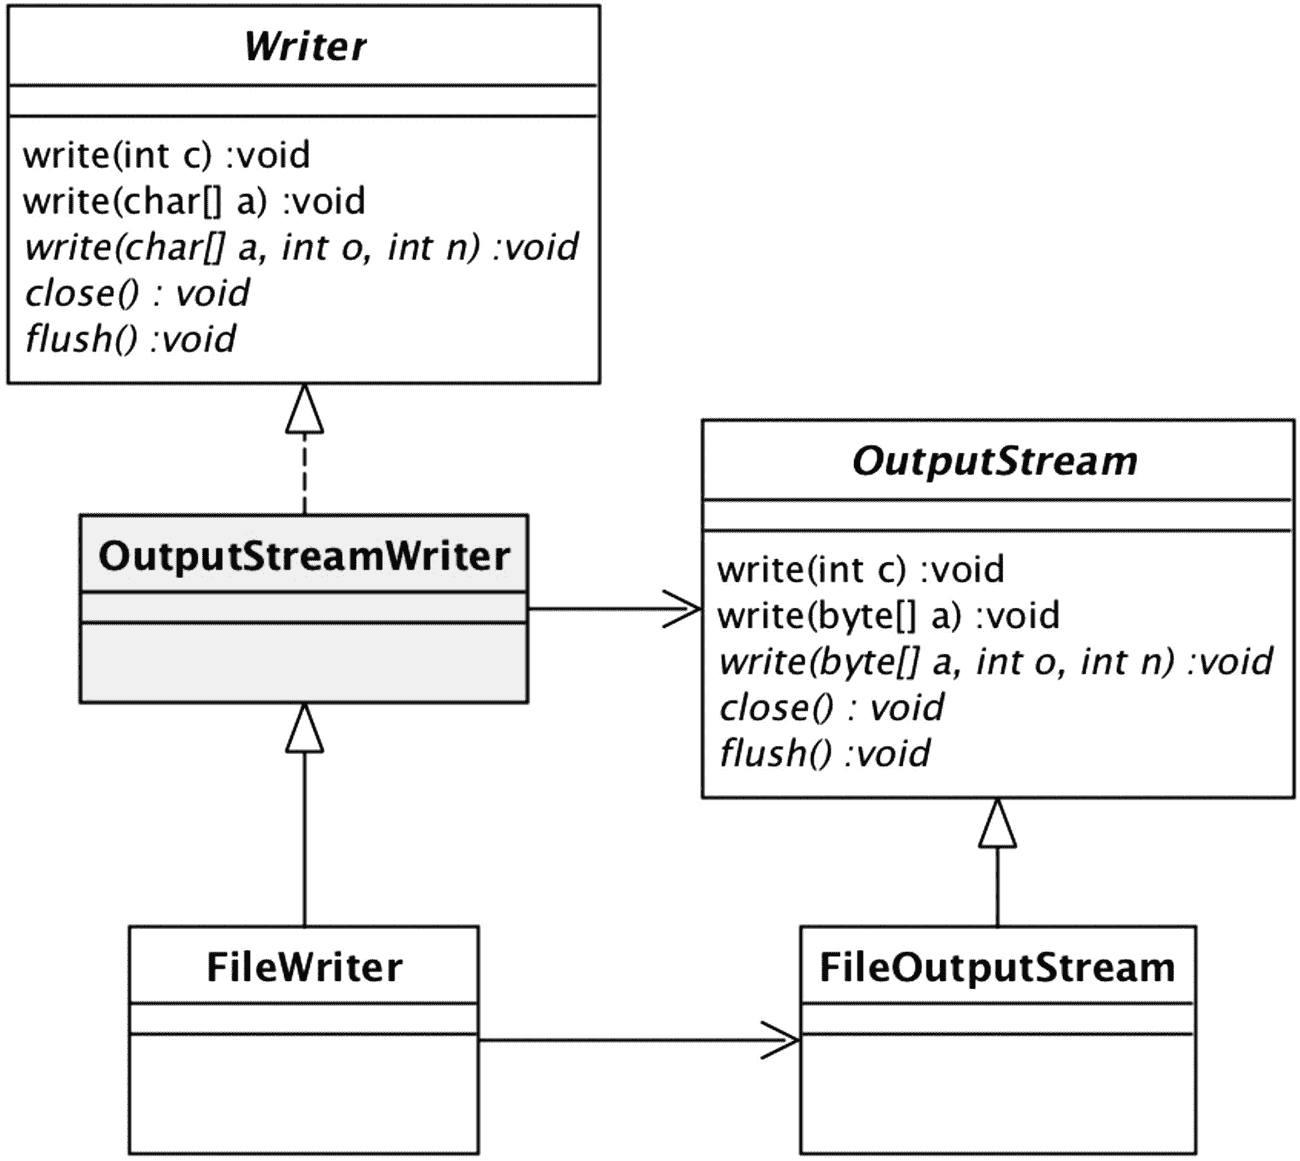 Writer
write(int c) :void
write(char[] a) :void
write(char[] a, int o, int n) :void
close() : void
flush() :void
OutputStreamWriter
OutputStream
write(int c) :void
write(byte[] a) :void
write(byte[] a, int o, int n) :void
close() : void
flush() :void
FileWriter
FileOutputStream